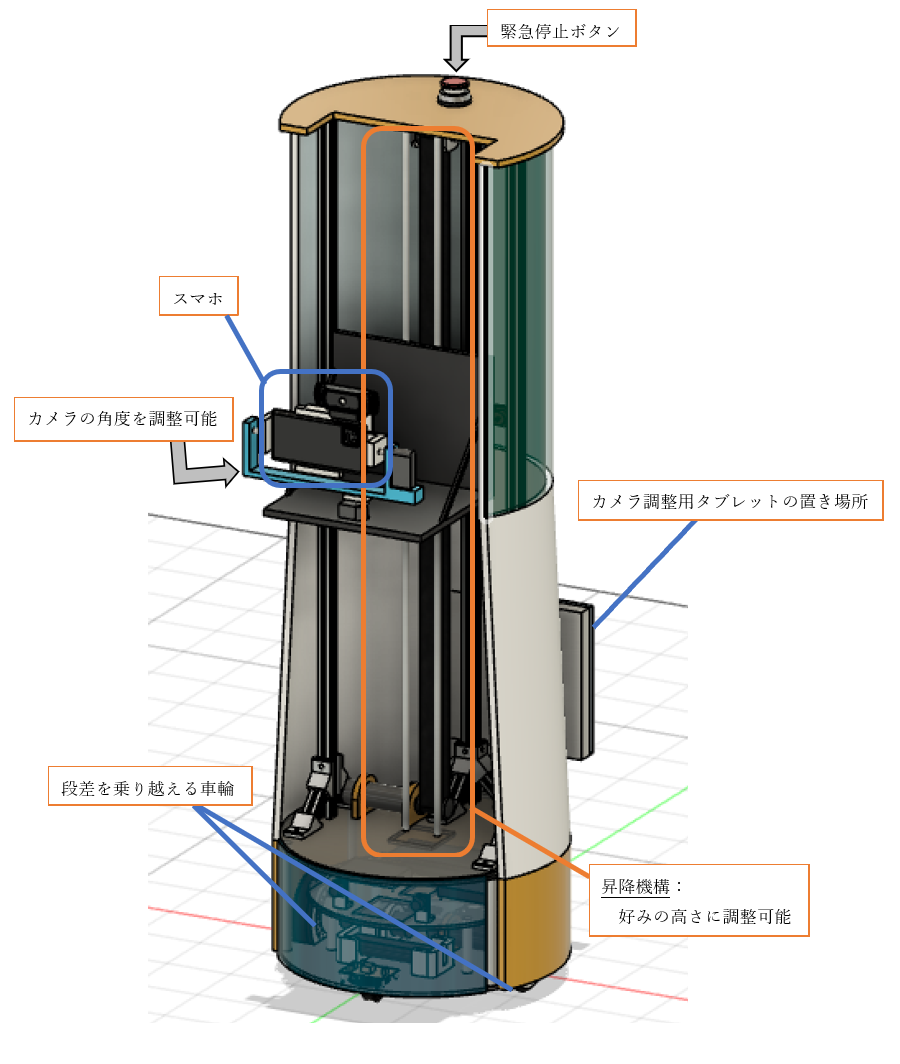 緊急停止ボタン
スマホ
カメラの角度を調整可能
カメラ調整用タブレットの置き場所
段差を乗り越える車輪
昇降機構：
好みの高さに調整可能